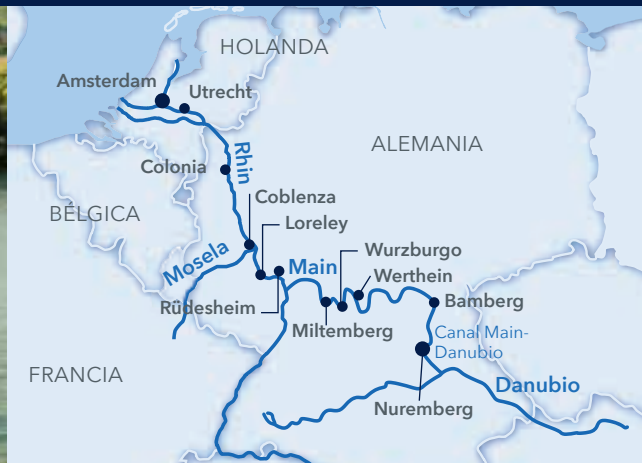 HOLANDA
Amsterdam
Utrecht
ALEMANIA
Rhin
Colonia
Coblenza
BÉLGICA
Loreley
Mosela
Wurzburgo
Main
Werthein
Rüdesheim
Miltemberg
Bamberg
Canal Main-
Danubio
FRANCIA
Danubio
Nuremberg